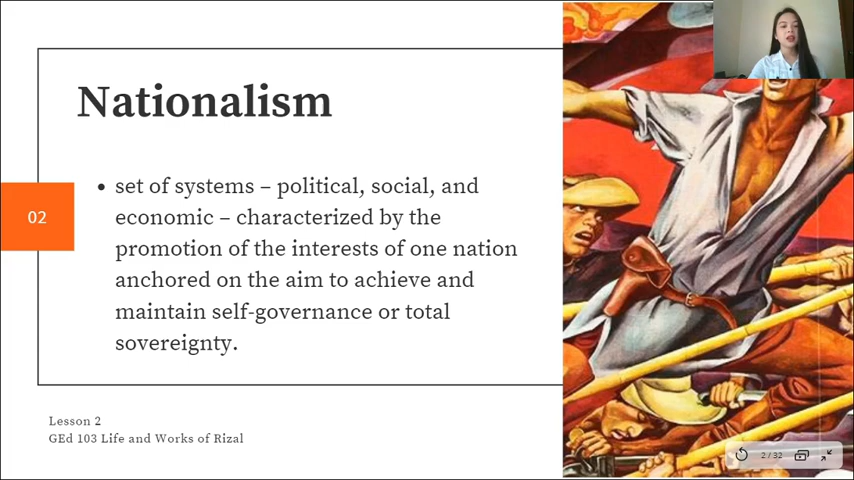 Nationalism
• set of systems – political, social, and
economic – characterized by the
promotion of the interests of one nation
anchored on the aim to achieve and
maintain self-governance or total
sovereignty.
02
Lesson 2
GEd 103 Life and Works of Rizal
2 / 32